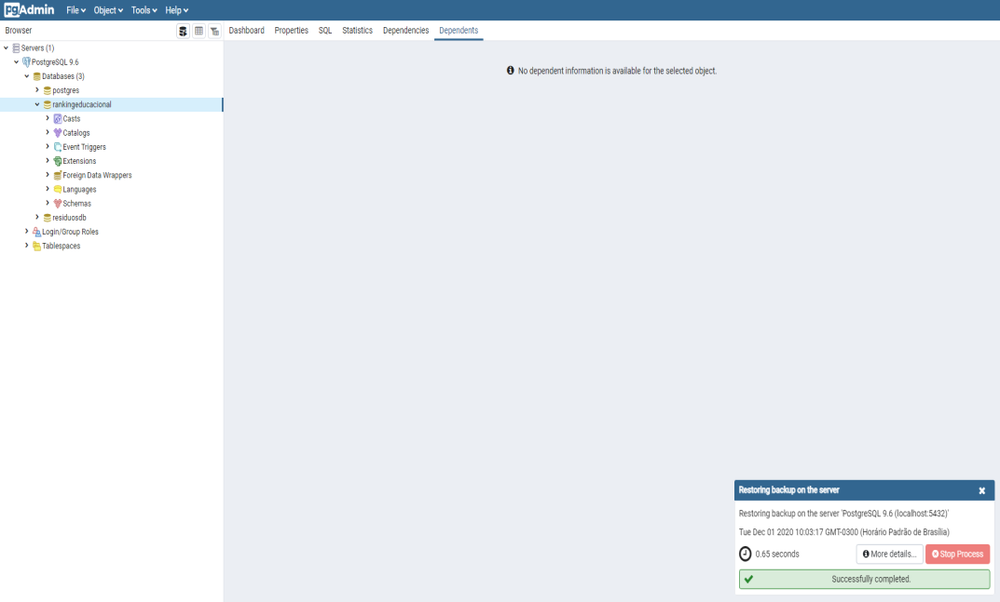 pgAdmin File Object Tools Help
Browser
Dashboard Properties SQL Statistics Dependencies Dependents
Servers (1)
PostgreSQL 9.6
Databases (3)
postgres
rankingeducacional
Casts
Catalogs
Event Triggers
Extensions
Foreign Data Wrappers
Languages
Schemas
residuosdb
Login/Group Roles
Tablespaces
No dependent information is available for the selected object.
Restoring backup on the server
Restoring backup on the server 'PostgreSQL 9.6 (localhost:5432)'
Tue Dec 01 2020 10:03:17 GMT-0300 (Horário Padrão de Brasília)
0.65 seconds More details... Stop Process
Successfully completed.